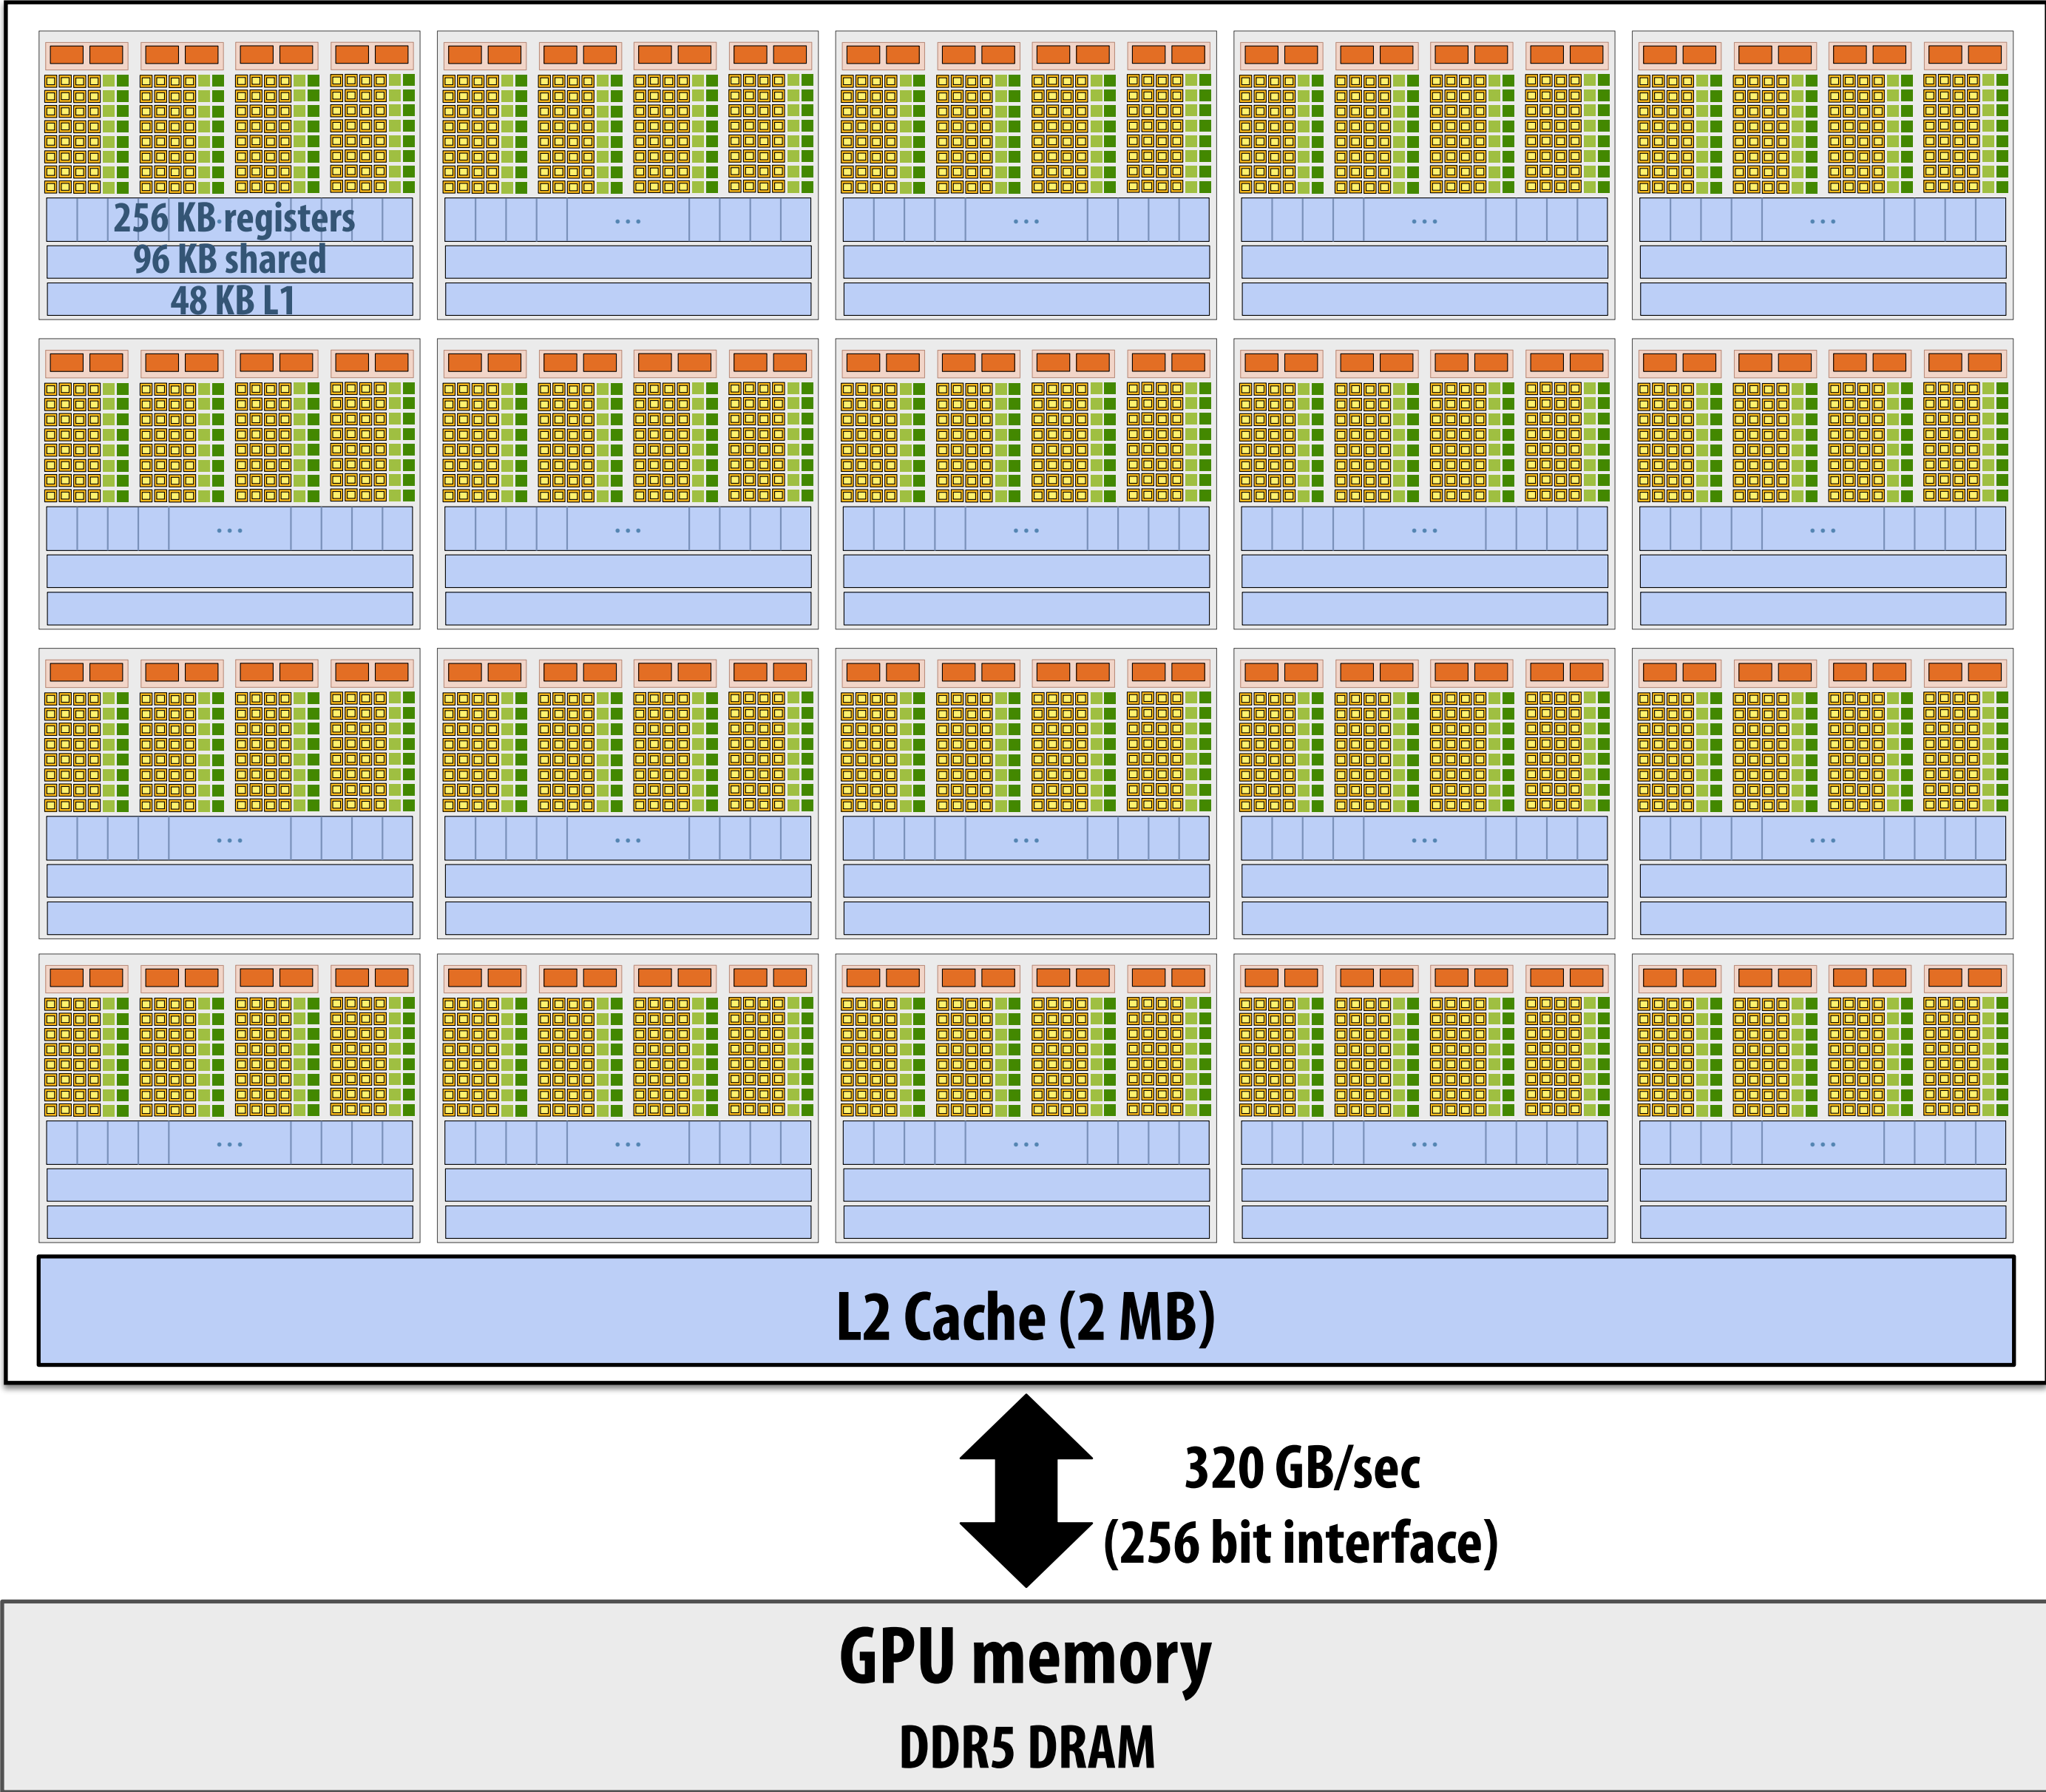 256 KB registers
96 KB shared
48 KB L1
L2 Cache (2 MB)
320 GB/sec
(256 bit interface)
GPU memory
DDR5 DRAM